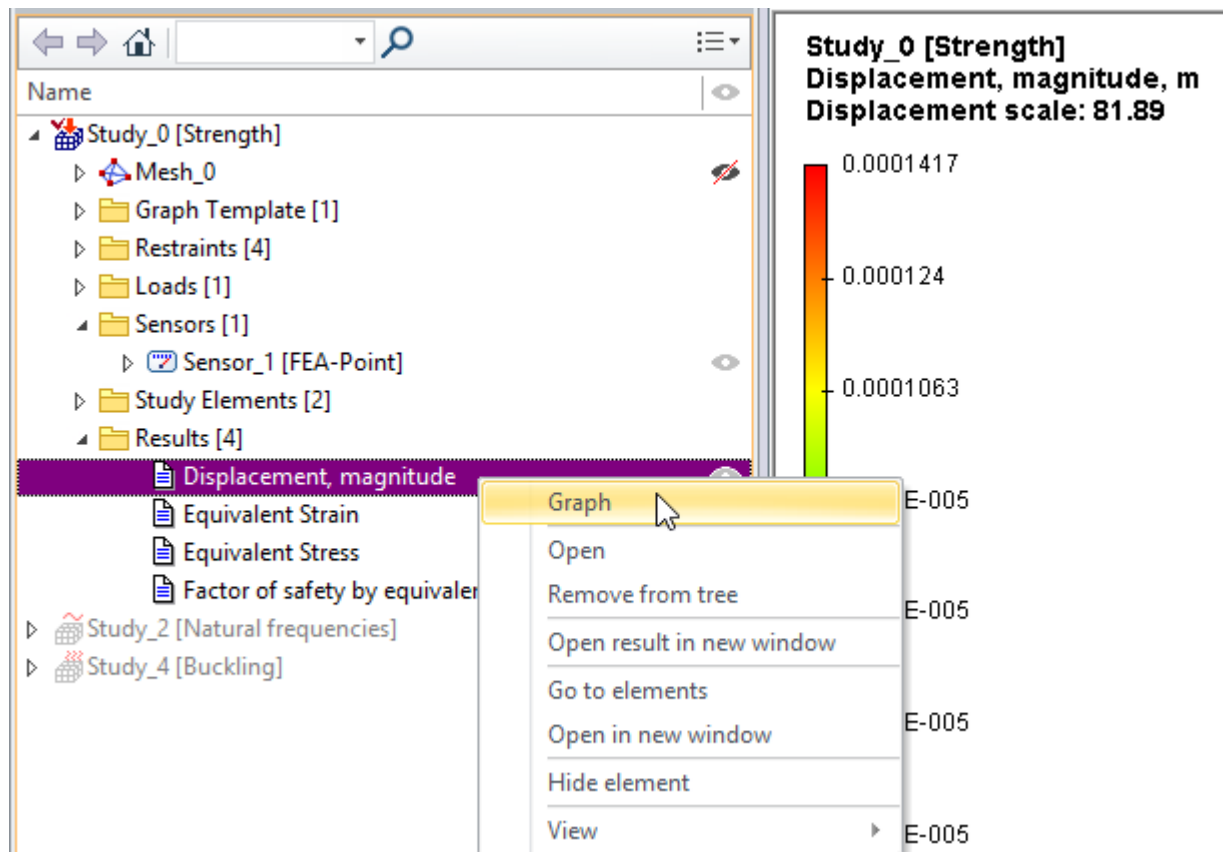 Name
Study_0 [Strength]
Mesh_0
Graph Template [1]
Restraints [4]
Loads [1]
Sensors [1]
Sensor_1 [FEA-Point]
Study Elements [2]
Results [4]
Displacement, magnitude
Equivalent Strain
Equivalent Stress
Factor of safety by equivaler
Study_2 [Natural frequencies]
Study_4 [Buckling]
Graph
Open
Remove from tree
Open result in new window
Go to elements
Open in new window
Hide element
View
Study_0 [Strength]
Displacement, magnitude, m
Displacement scale: 81.89
0.0001417
0.000124
0.0001063
E-005
E-005
E-005
E-005